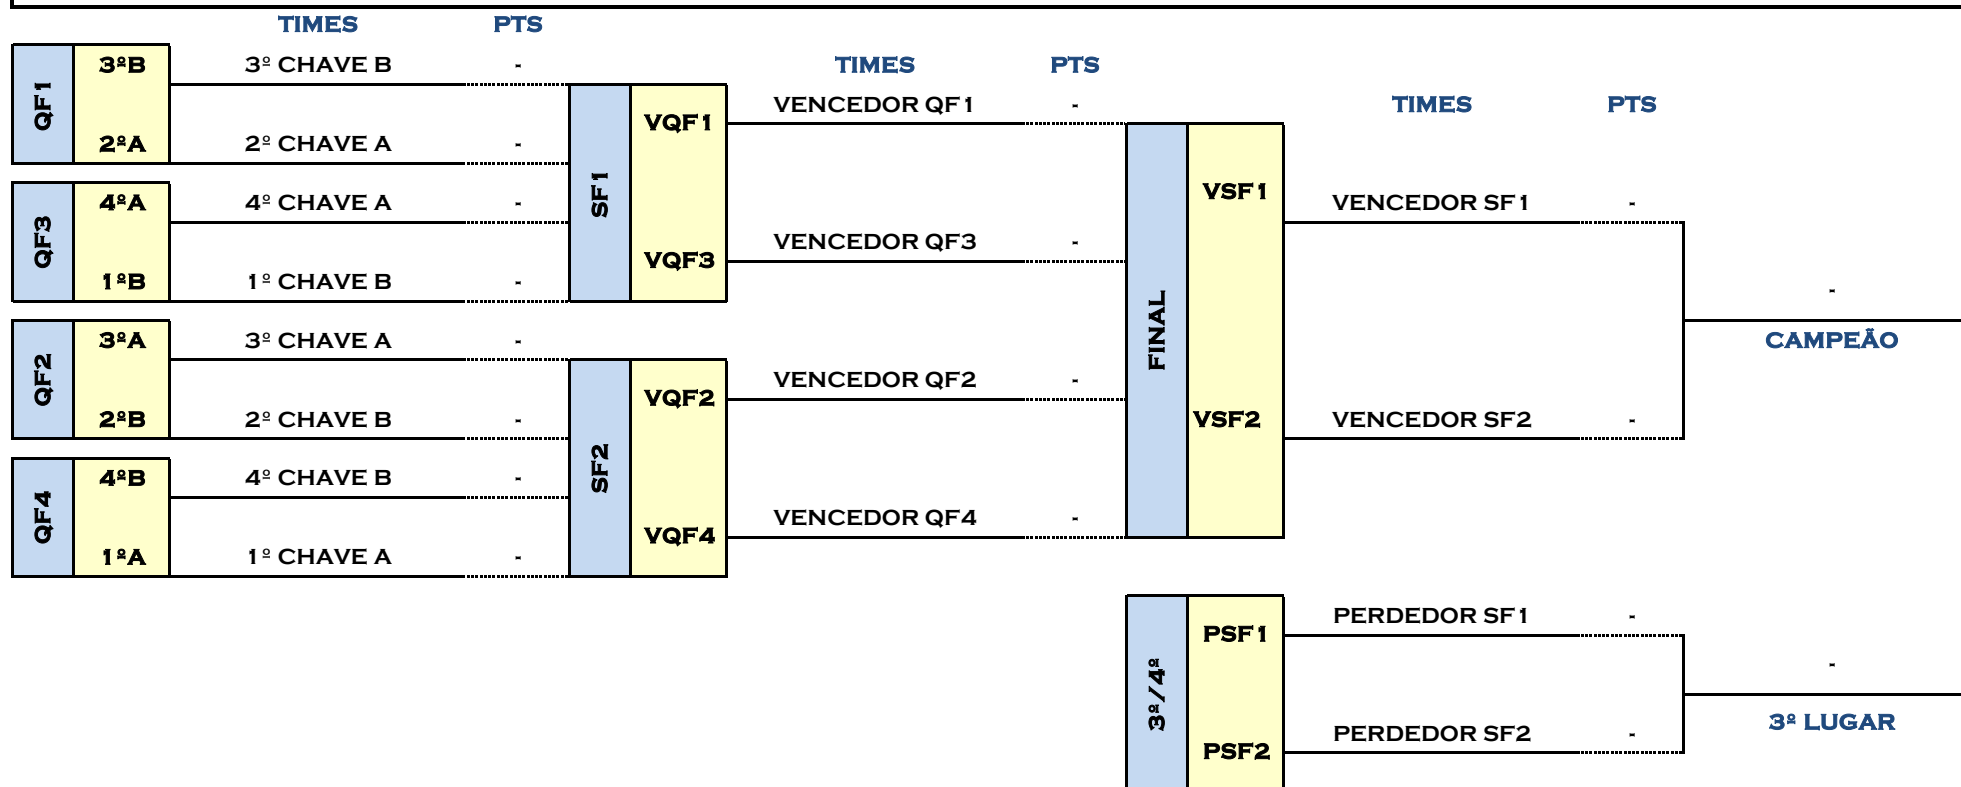 TIMES PTS
3ºB 3º CHAVE B -
QF1
2ºA 2º CHAVE A -
4ºA 4º CHAVE A -
QF3
1ºB 1º CHAVE B -
3ºA 3º CHAVE A -
QF2
2ºB 2º CHAVE B -
4ºB 4º CHAVE B -
QF4
1ºA 1º CHAVE A -
TIMES PTS
VQF1 VENCEDOR QF1 -
SF1
VQF3 VENCEDOR QF3 -
VQF2 VENCEDOR QF2 -
SF2
VQF4 VENCEDOR QF4 -
TIMES PTS
VSF1 VENCEDOR SF1 -
FINAL
VSF2 VENCEDOR SF2 -
-
CAMPEÃO
PSF1 PERDEDOR SF1 -
3º/4º
PSF2 PERDEDOR SF2 -
-
3º LUGAR